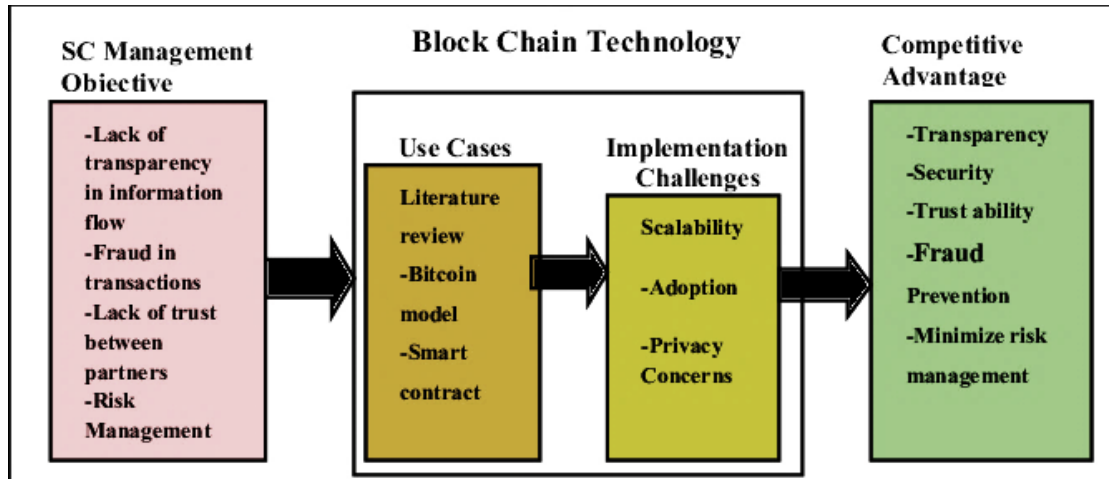 SC Management
Obiective
-Lack of
transparency
in information
flow
-Fraud in
transactions
-Lack of trust
between
partners
-Risk
Management
Block Chain Technology
Use Cases
Literature
review
-Bitcoin
model
-Smart
contract
Implementation
Challenges
Scalability
-Adoption
-Privacy
Concerns
Competitive
Advantage
-Transparency
-Security
-Trust ability
-Fraud
Prevention
-Minimize risk
management